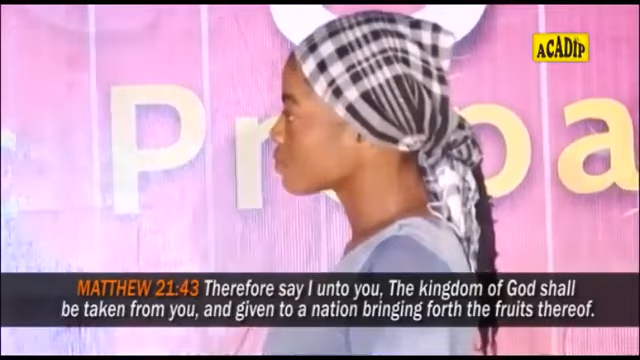 ACADIP
Propa
MATTHEW 21:43 Therefore say I unto you, The kingdom of God shall
be taken from you, and given to a nation bringing forth the fruits thereof.